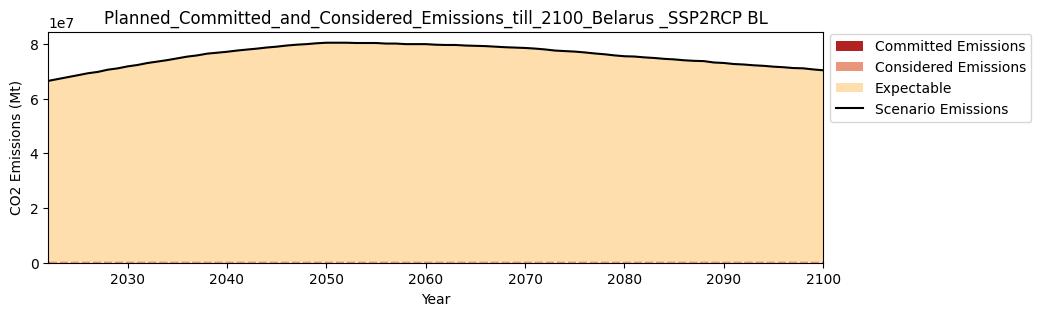 Planned_Committed_and_Considered_Emissions_till_2100_Belarus _SSP2RCP BL
1e7
8
6
4
2
0
CO2 Emissions (Mt)
2030 2040 2050 2060 2070 2080 2090 2100
Year
Committed Emissions
Considered Emissions
Expectable
Scenario Emissions